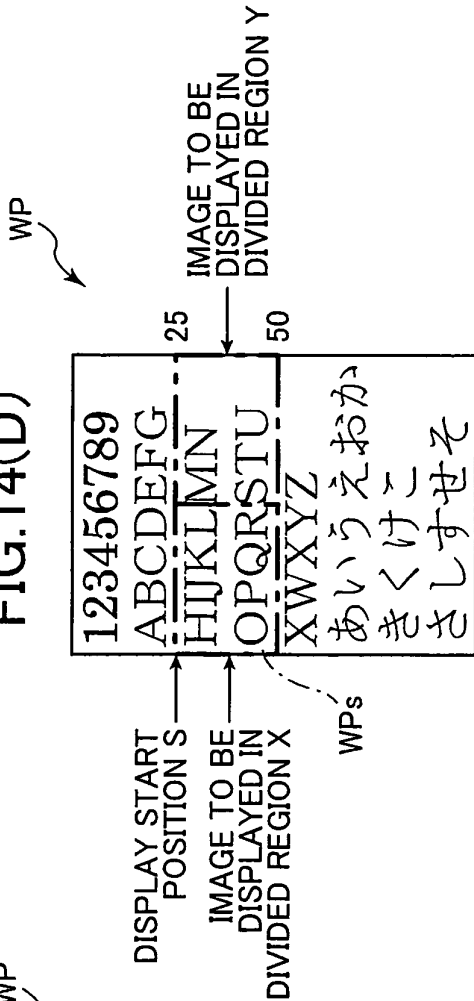 FIG.14(D)
WP
WP
123456789
ABCDEFG
HIJKLMN
OPQRSTU
XWXYZ
あいうえおか
きくけこ
さしすせそ
25
50
DISPLAY START
POSITION S
IMAGE TO BE
DISPLAYED IN
DIVIDED REGION X
WPs
IMAGE TO BE
DISPLAYED IN
DIVIDED REGION Y